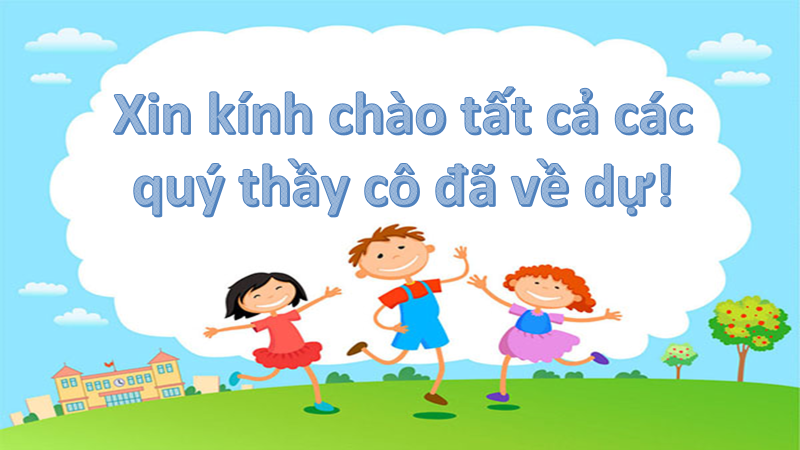 Xin kính chào tất cả các
quý thầy cô đã về dự!